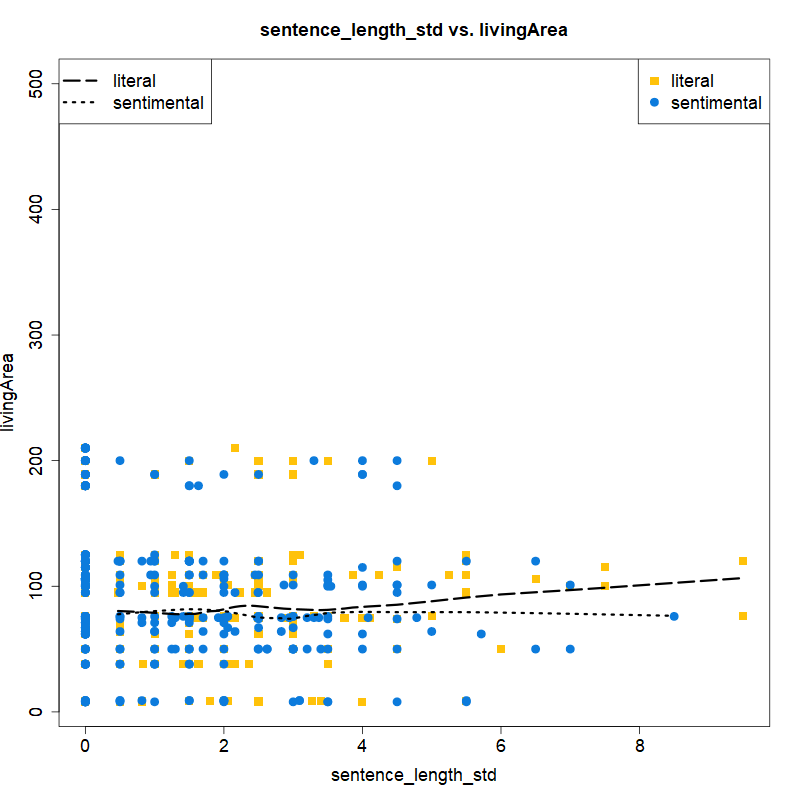 sentence_length_std vs. livingArea
literal
sentimental
literal
sentimental
500
400
300
200
100
0
livingArea
0 2 4 6 8
sentence_length_std